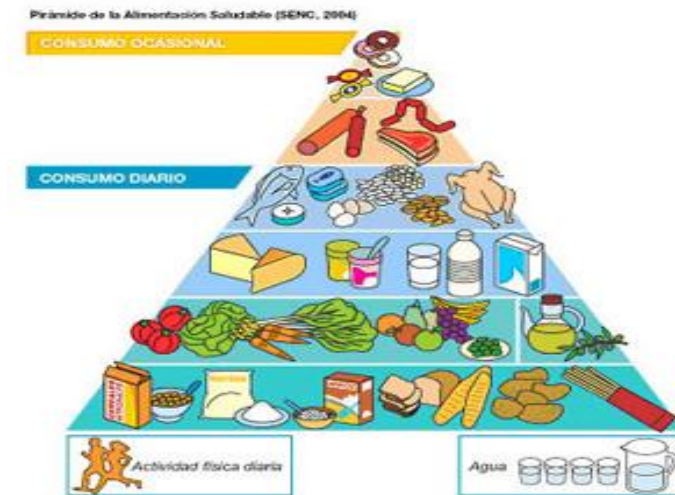 Pirámide de la Alimentación Saludable (SENC, 2004)
CONSUMO OCASIONAL
CONSUMO DIARIO
Actividad física diaria
Agua